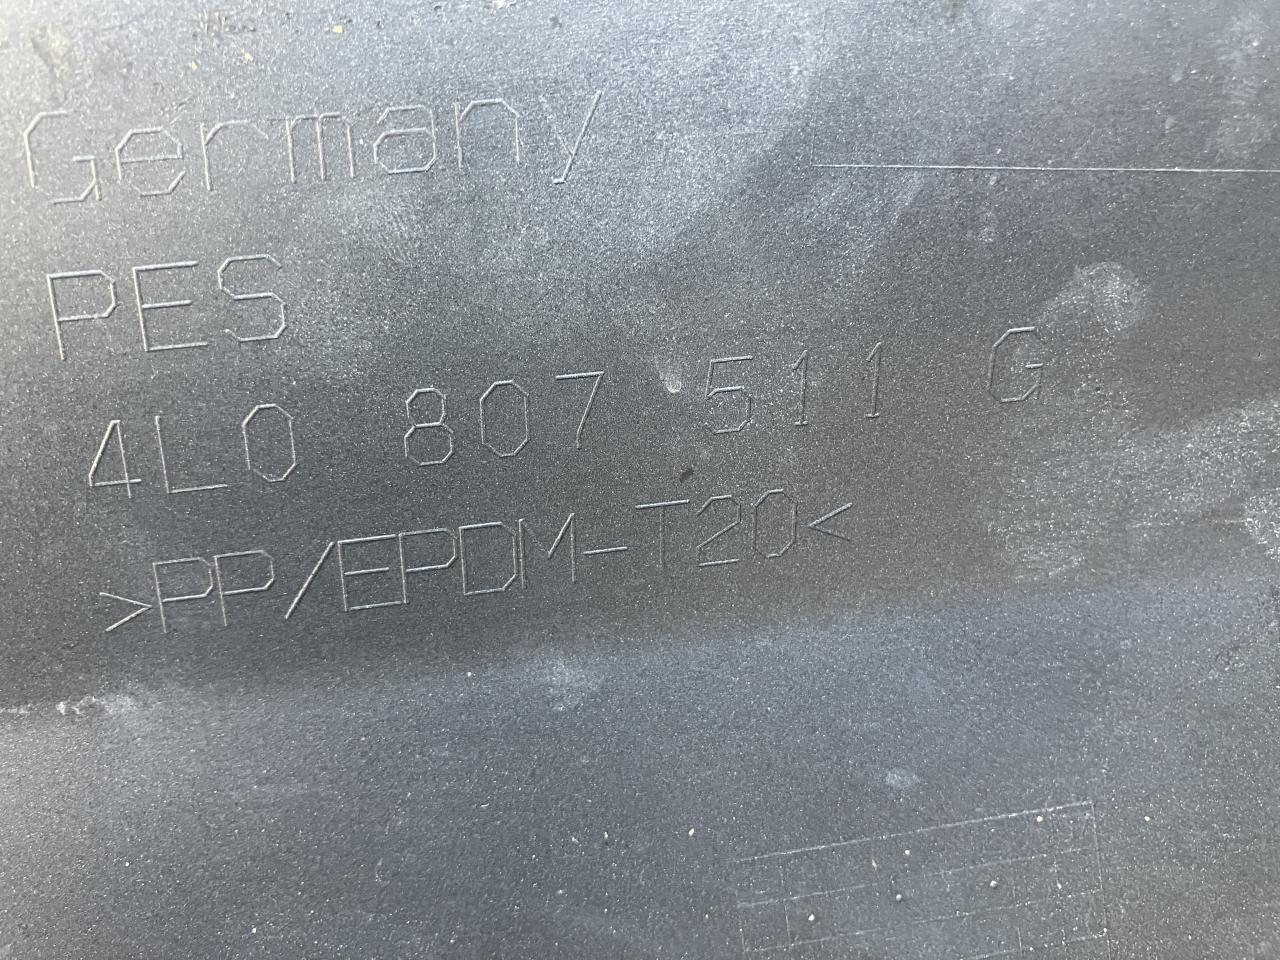 Germany
PES
4L0 807 511 G
>PP/EPDM-T20<